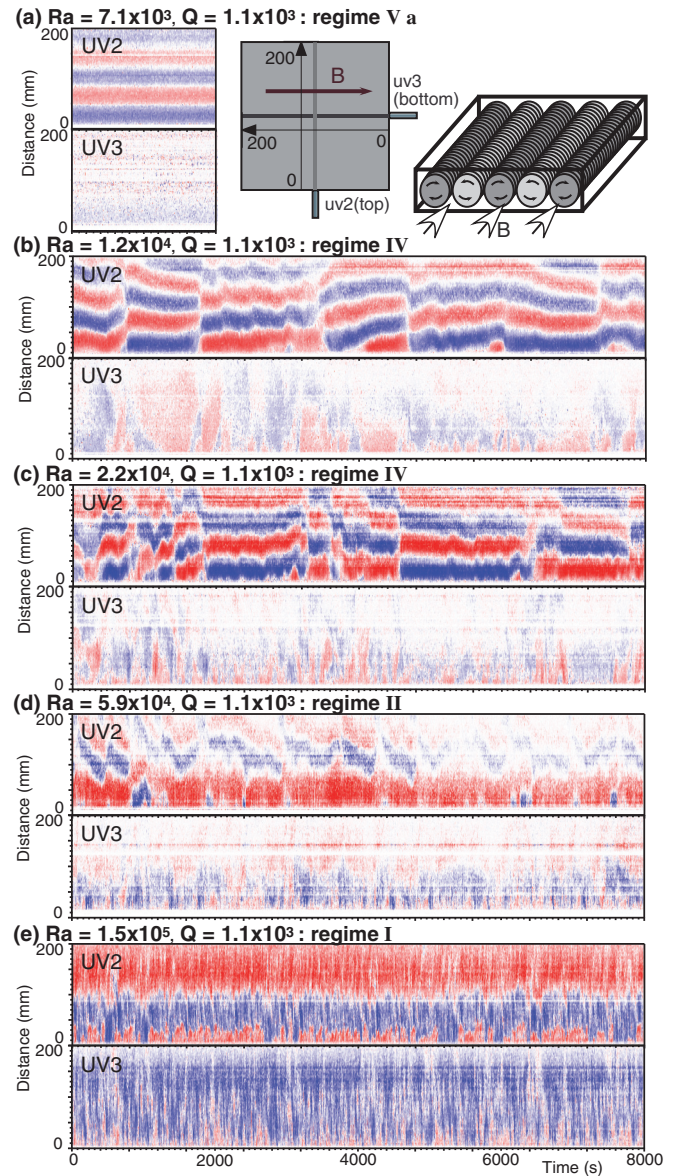 (a) Ra = 7.1x10³, Q = 1.1x10³ : regime V a
200
UV2
Distance (mm)
0
200
UV3
0
200
B
uv3
(bottom)
200
0
0
uv2(top)
B
(b) Ra = 1.2x10⁴, Q = 1.1x10³ : regime IV
200
UV2
Distance (mm)
0
200
UV3
0
(c) Ra = 2.2x10⁴, Q = 1.1x10³ : regime IV
200
UV2
Distance (mm)
0
200
UV3
0
(d) Ra = 5.9x10⁴, Q = 1.1x10³ : regime II
200
UV2
Distance (mm)
0
200
UV3
0
(e) Ra = 1.5x10⁵, Q = 1.1x10³ : regime I
200
UV2
Distance (mm)
0
200
UV3
0
0 2000 4000 6000 Time (s) 8000